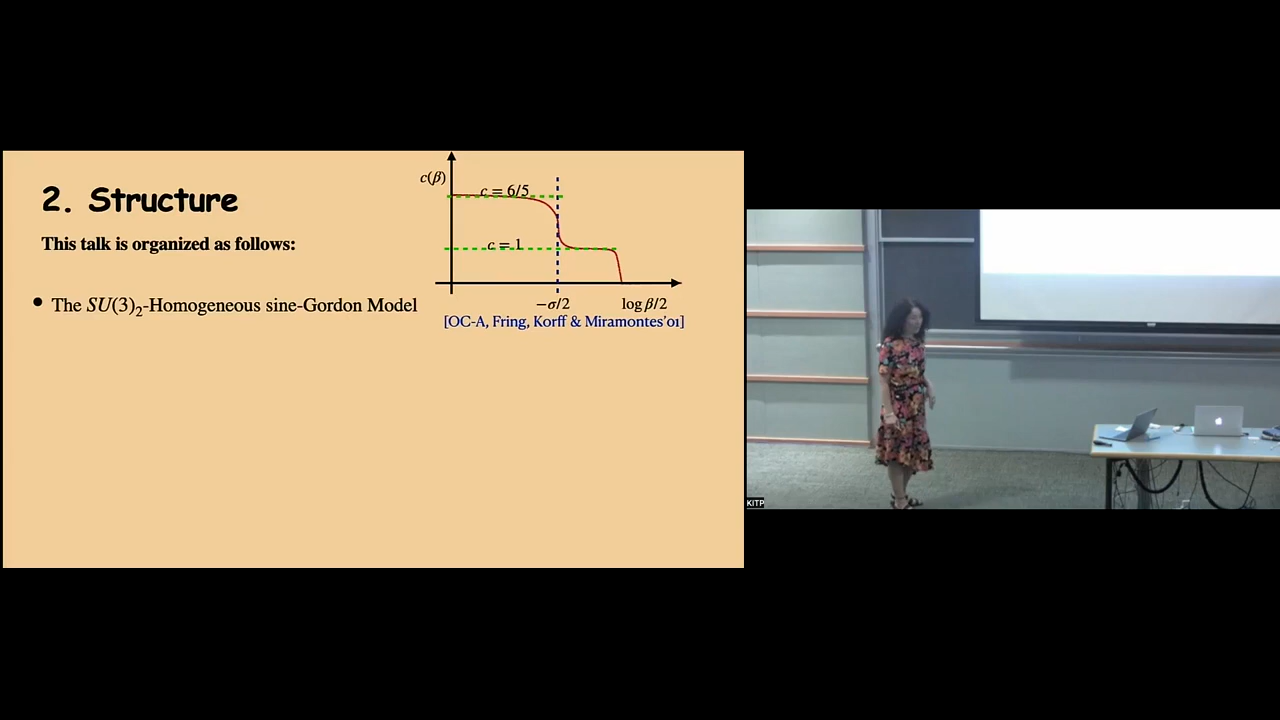 2. Structure
This talk is organized as follows:
• The SU(3)₂-Homogeneous sine-Gordon Model
c(β)
c = 6/5
c = 1
−σ/2
log β/2
[OC-A, Fring, Korff & Miramontes'01]
KITP